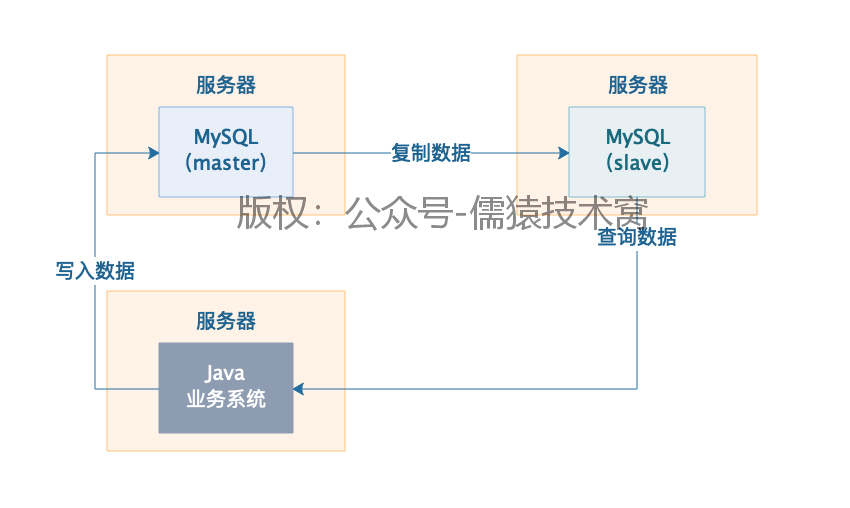 服务器
MySQL
(master)
复制数据
服务器
MySQL
(slave)
版权：公众号-儒猿技术窝
查询数据
写入数据
服务器
Java
业务系统